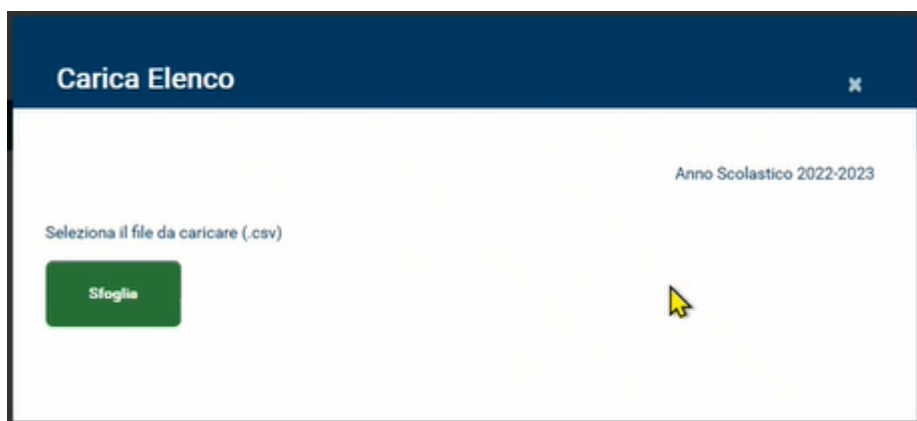 Carica Elenco
Anno Scolastico 2022-2023
Seleziona il file da caricare (.csv)
Sfoglia